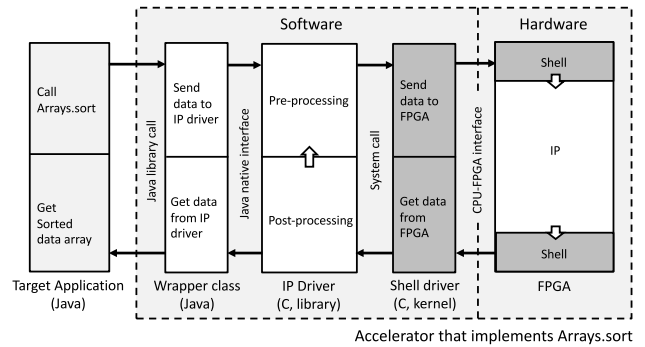 Software
Hardware
Call
Arrays.sort
Get
Sorted
data array
Target Application
(Java)
Java library call
Send
data to
IP driver
Get data
from IP
driver
Wrapper class
(Java)
Java native interface
Pre-processing
Post-processing
IP Driver
(C, library)
System call
Send
data to
FPGA
Get data
from
FPGA
Shell driver
(C, kernel)
CPU-FPGA interface
Shell
IP
Shell
FPGA
Accelerator that implements Arrays.sort